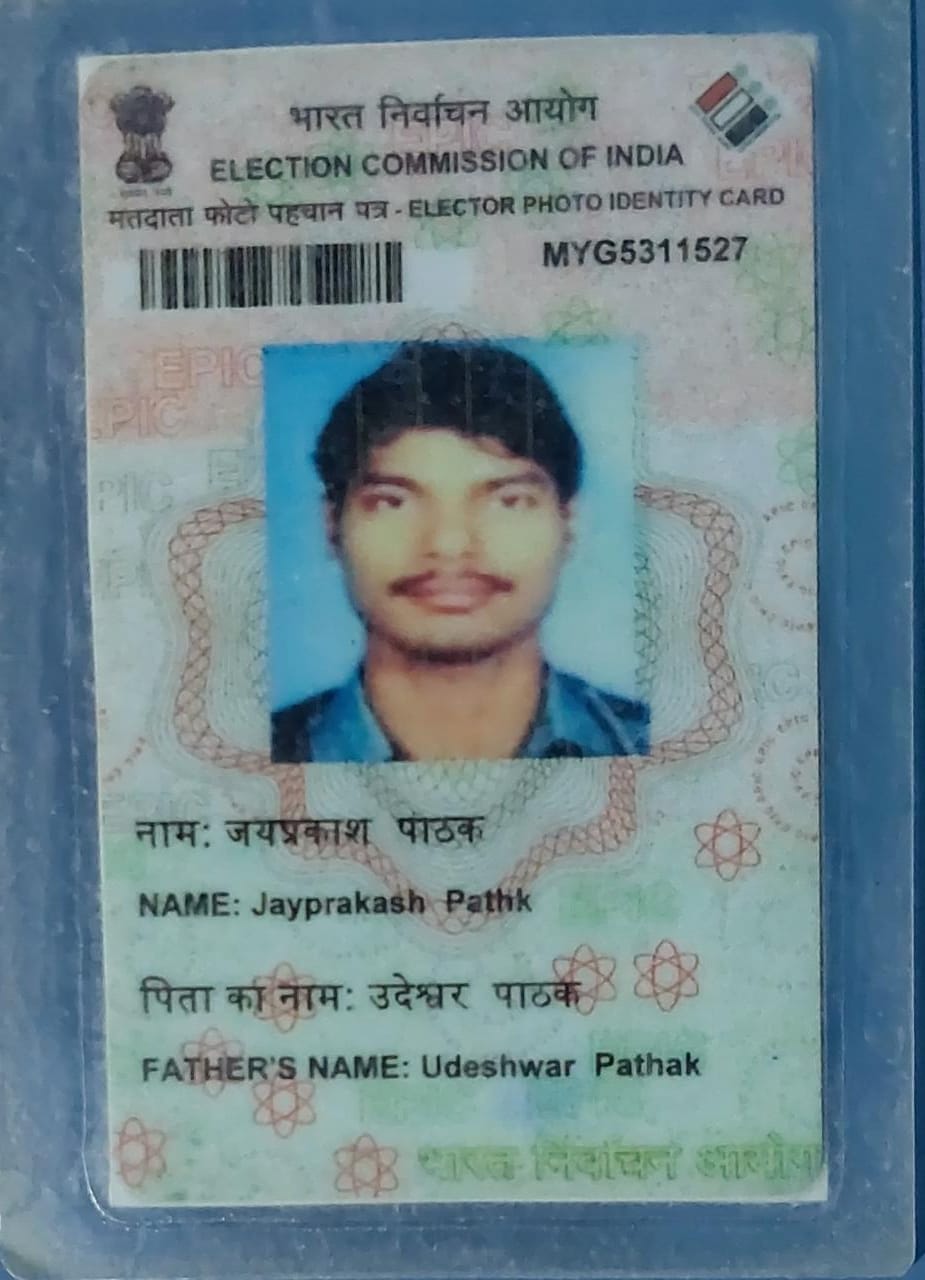 भारत निर्वाचन आयोग
ELECTION COMMISSION OF INDIA
मतदाता फोटो पहचान पत्र - ELECTOR PHOTO IDENTITY CARD
MYG5311527
EPIC
नाम: जयप्रकाश पाठक
NAME: Jayprakash Pathk
पिता का नाम: उदेश्वर पाठक
FATHER'S NAME: Udeshwar Pathak
भारत निर्वाचन आयोग